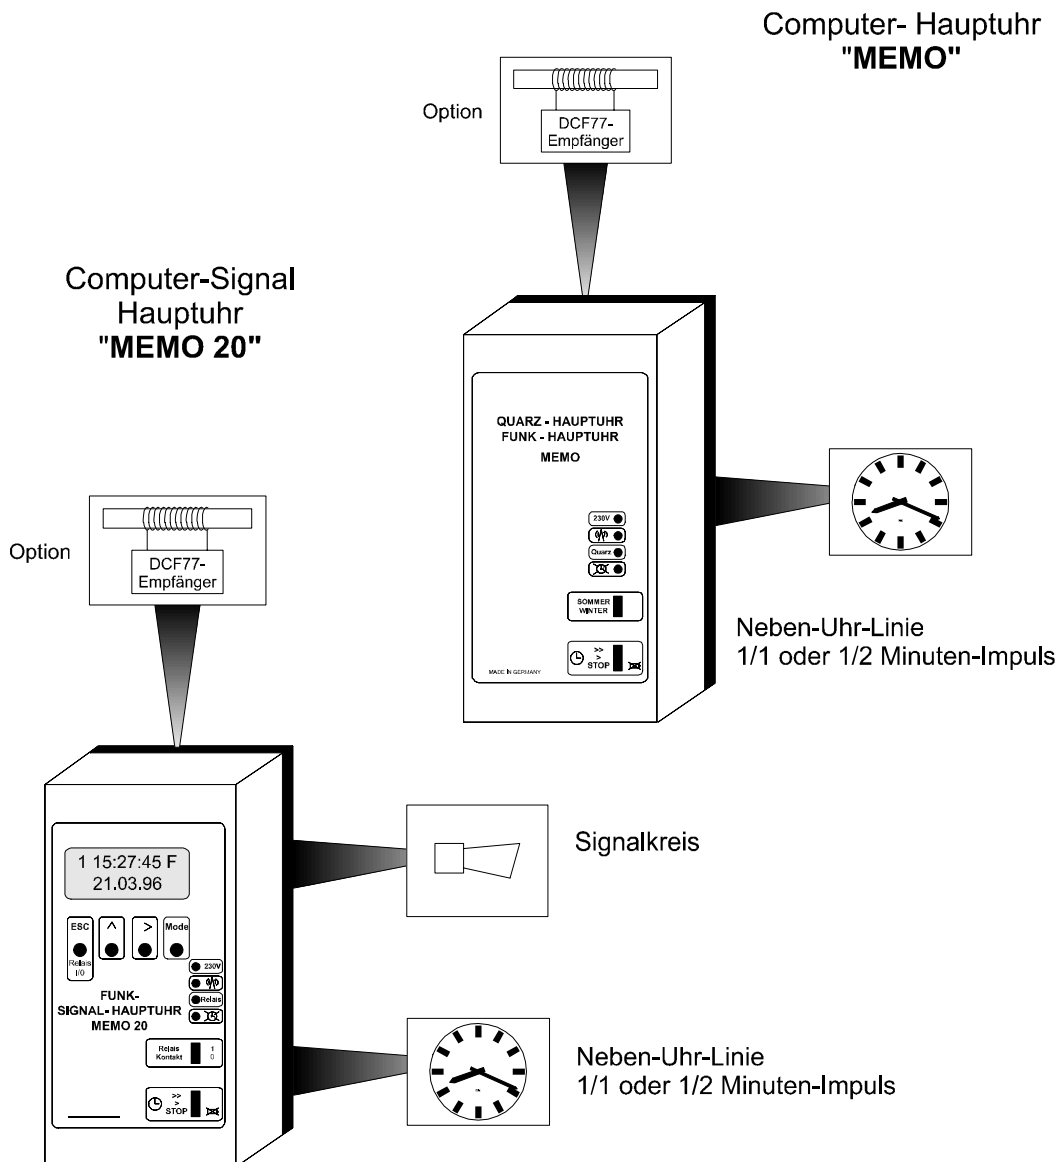 Computer- Hauptuhr
"MEMO"
Option
DCF77-
Empfänger
QUARZ - HAUPTUHR
FUNK - HAUPTUHR
MEMO
230V
Quarz
SOMMER
WINTER
>>
>
STOP
MADE IN GERMANY
Neben-Uhr-Linie
1/1 oder 1/2 Minuten-Impuls
Computer-Signal
Hauptuhr
"MEMO 20"
Option
DCF77-
Empfänger
1 15:27:45 F
21.03.96
ESC
^
>
Mode
Relais
I/0
230V
Relais
FUNK-
SIGNAL-HAUPTUHR
MEMO 20
Relais 1
Kontakt 0
>>
>
STOP
Signalkreis
Neben-Uhr-Linie
1/1 oder 1/2 Minuten-Impuls